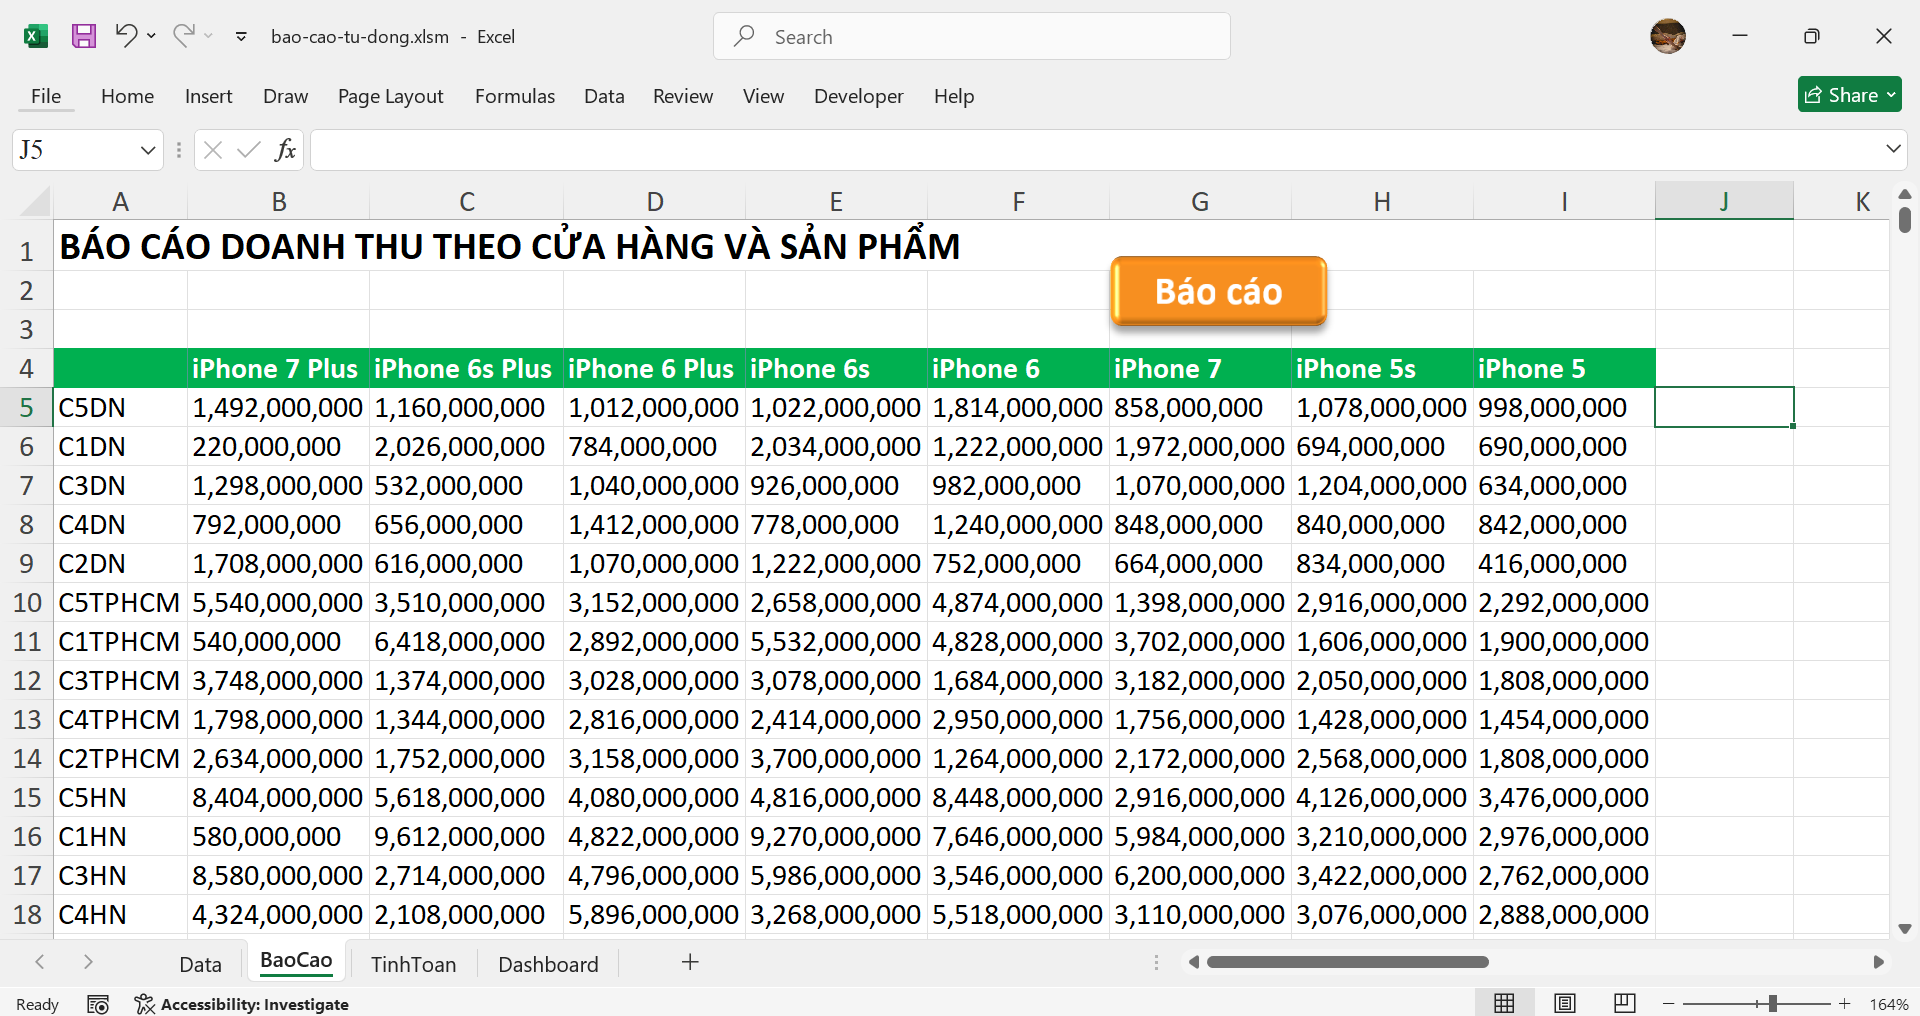 bao-cao-tu-dong.xlsm - Excel
Search
File Home Insert Draw Page Layout Formulas Data Review View Developer Help
Share
J5
fx
A B C D E F G H I J K
1 BÁO CÁO DOANH THU THEO CỬA HÀNG VÀ SẢN PHẨM
2 Báo cáo
3
4 iPhone 7 Plus iPhone 6s Plus iPhone 6 Plus iPhone 6s iPhone 6 iPhone 7 iPhone 5s iPhone 5
5 C5DN 1,492,000,000 1,160,000,000 1,012,000,000 1,022,000,000 1,814,000,000 858,000,000 1,078,000,000 998,000,000
6 C1DN 220,000,000 2,026,000,000 784,000,000 2,034,000,000 1,222,000,000 1,972,000,000 694,000,000 690,000,000
7 C3DN 1,298,000,000 532,000,000 1,040,000,000 926,000,000 982,000,000 1,070,000,000 1,204,000,000 634,000,000
8 C4DN 792,000,000 656,000,000 1,412,000,000 778,000,000 1,240,000,000 848,000,000 840,000,000 842,000,000
9 C2DN 1,708,000,000 616,000,000 1,070,000,000 1,222,000,000 752,000,000 664,000,000 834,000,000 416,000,000
10 C5TPHCM 5,540,000,000 3,510,000,000 3,152,000,000 2,658,000,000 4,874,000,000 1,398,000,000 2,916,000,000 2,292,000,000
11 C1TPHCM 540,000,000 6,418,000,000 2,892,000,000 5,532,000,000 4,828,000,000 3,702,000,000 1,606,000,000 1,900,000,000
12 C3TPHCM 3,748,000,000 1,374,000,000 3,028,000,000 3,078,000,000 1,684,000,000 3,182,000,000 2,050,000,000 1,808,000,000
13 C4TPHCM 1,798,000,000 1,344,000,000 2,816,000,000 2,414,000,000 2,950,000,000 1,756,000,000 1,428,000,000 1,454,000,000
14 C2TPHCM 2,634,000,000 1,752,000,000 3,158,000,000 3,700,000,000 1,264,000,000 2,172,000,000 2,568,000,000 1,808,000,000
15 C5HN 8,404,000,000 5,618,000,000 4,080,000,000 4,816,000,000 8,448,000,000 2,916,000,000 4,126,000,000 3,476,000,000
16 C1HN 580,000,000 9,612,000,000 4,822,000,000 9,270,000,000 7,646,000,000 5,984,000,000 3,210,000,000 2,976,000,000
17 C3HN 8,580,000,000 2,714,000,000 4,796,000,000 5,986,000,000 3,546,000,000 6,200,000,000 3,422,000,000 2,762,000,000
18 C4HN 4,324,000,000 2,108,000,000 5,896,000,000 3,268,000,000 5,518,000,000 3,110,000,000 3,076,000,000 2,888,000,000
Data BaoCao TinhToan Dashboard
Ready Accessibility: Investigate 164%